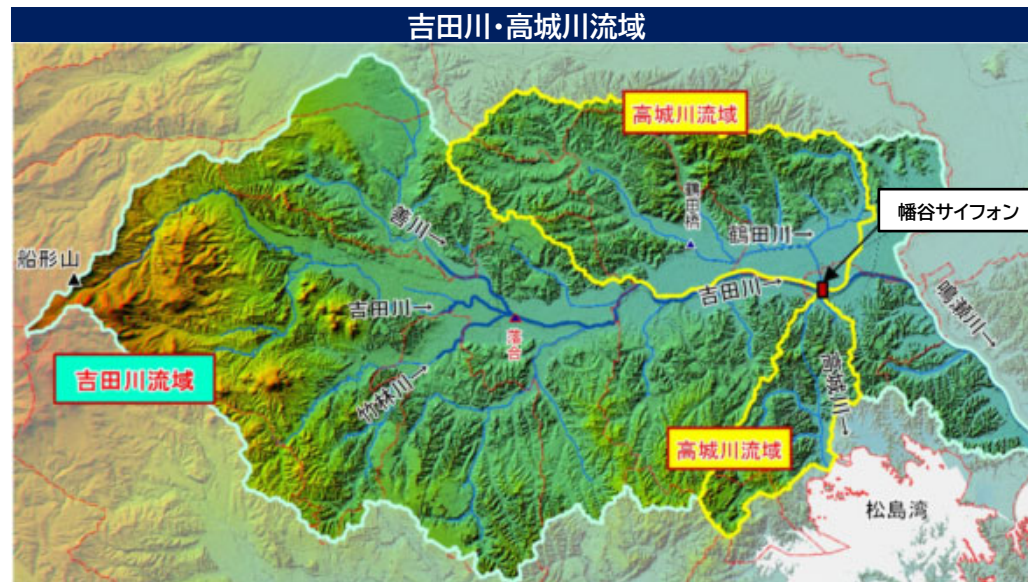 吉田川・高城川流域
高城川流域
幡谷サイフォン
鶴田橋
鶴田川→
善川→
船形山
吉田川→
吉田川→
鳴瀬川→
落合
吉田川流域
竹林川→
高城川→
高城川流域
松島湾